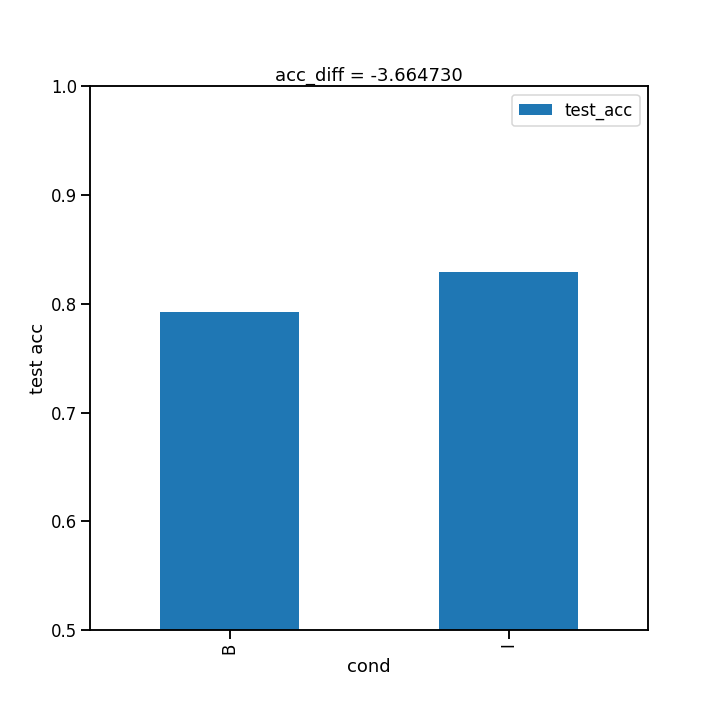 acc_diff = -3.664730
test_acc
1.0
0.9
0.8
0.7
0.6
0.5
test acc
B
I
cond